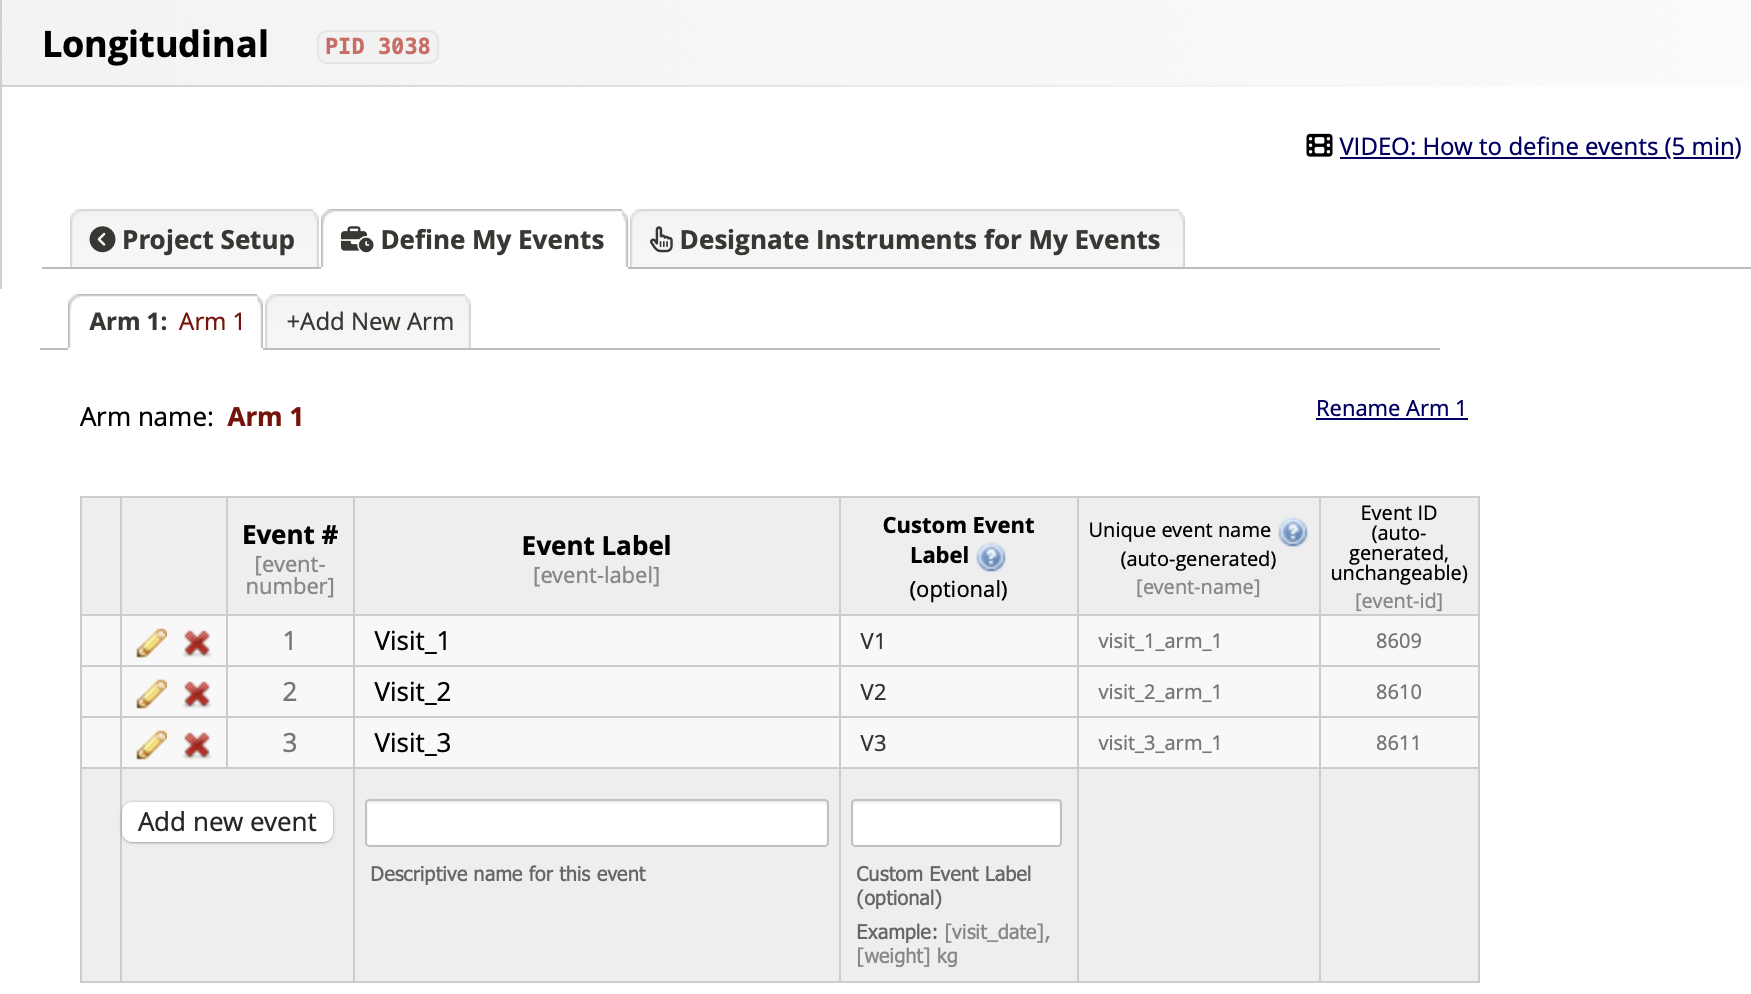 Longitudinal PID 3038
VIDEO: How to define events (5 min)
Project Setup Define My Events Designate Instruments for My Events
Arm 1: Arm 1 +Add New Arm
Arm name: Arm 1
Rename Arm 1
Event #
[event-
number]
Event Label
[event-label]
Custom Event
Label ?
(optional)
Unique event name ?
(auto-generated)
[event-name]
Event ID
(auto-
generated,
unchangeable)
[event-id]
1 Visit_1 V1 visit_1_arm_1 8609
2 Visit_2 V2 visit_2_arm_1 8610
3 Visit_3 V3 visit_3_arm_1 8611
Add new event
Descriptive name for this event
Custom Event Label
(optional)
Example: [visit_date],
[weight] kg